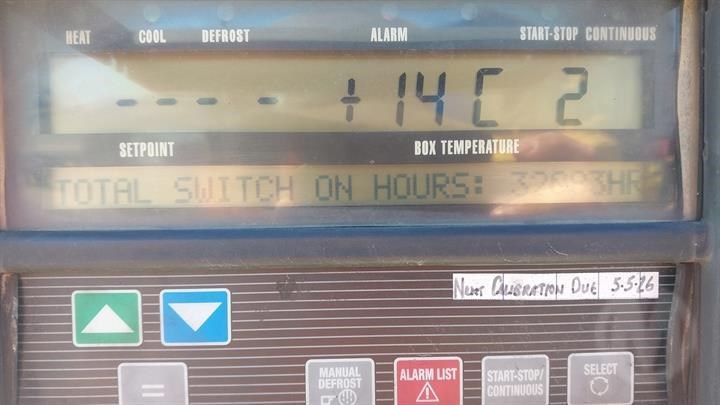 HEAT COOL DEFROST ALARM START-STOP CONTINUOUS
---- +14C 2
SETPOINT BOX TEMPERATURE
TOTAL SWITCH ON HOURS:
NEXT CALIBRATION DUE 5.5.26
MANUAL DEFROST
ALARM LIST
START-STOP/ CONTINUOUS
SELECT
=